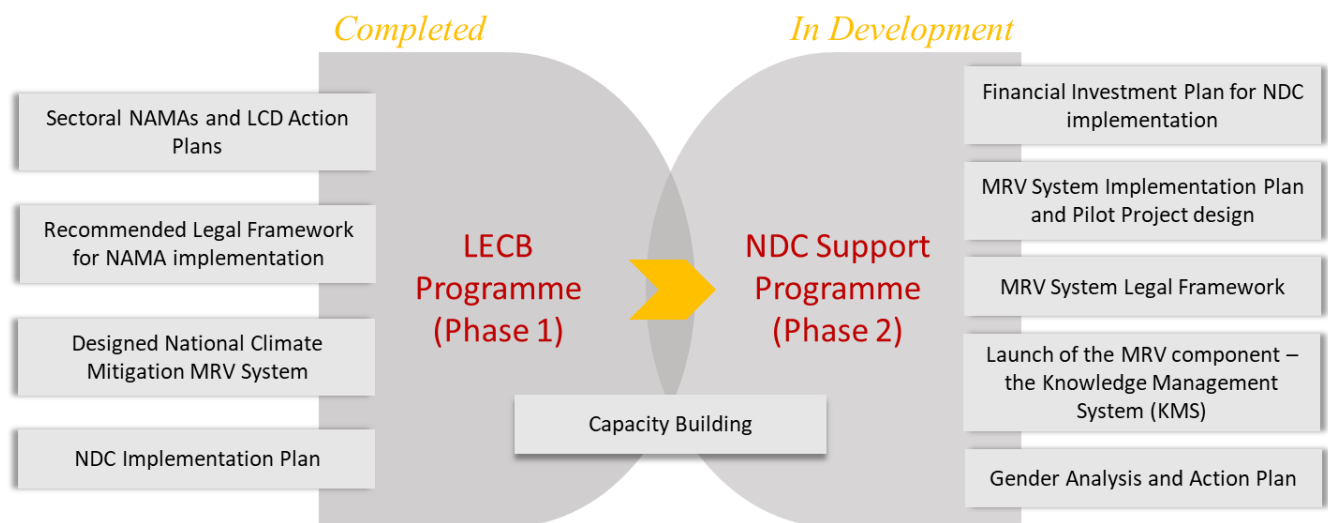 Completed
Sectoral NAMAs and LCD Action
Plans
Recommended Legal Framework
for NAMA implementation
Designed National Climate
Mitigation MRV System
NDC Implementation Plan
LECB
Programme
(Phase 1)
Capacity Building
In Development
NDC Support
Programme
(Phase 2)
Financial Investment Plan for NDC
implementation
MRV System Implementation Plan
and Pilot Project design
MRV System Legal Framework
Launch of the MRV component –
the Knowledge Management
System (KMS)
Gender Analysis and Action Plan